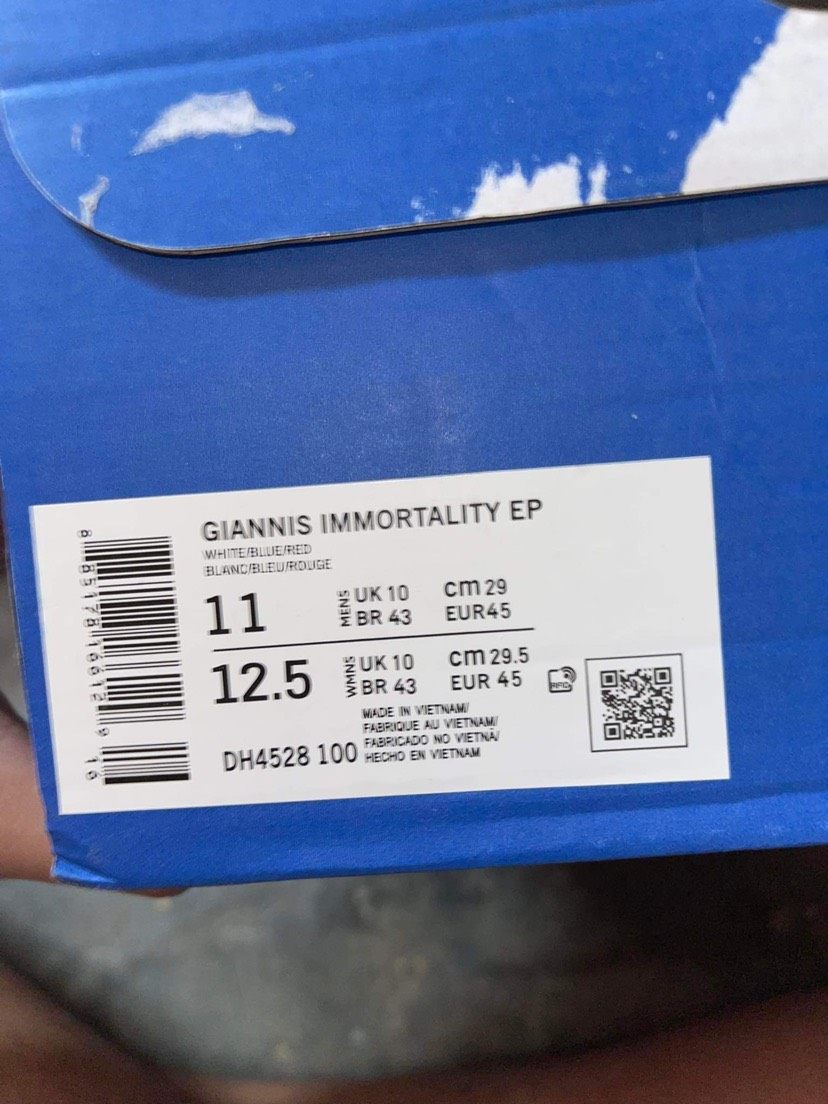 GIANNIS IMMORTALITY EP
WHITE/BLUE/RED
BLANC/BLEU/ROUGE
11 MENS UK 10 cm 29
BR 43 EUR45
12.5 WMNS UK 10 cm 29.5
BR 43 EUR 45
RFID
MADE IN VIETNAM/
FABRIQUE AU VIETNAM/
FABRICADO NO VIETNÃ/
HECHO EN VIETNAM
DH4528 100